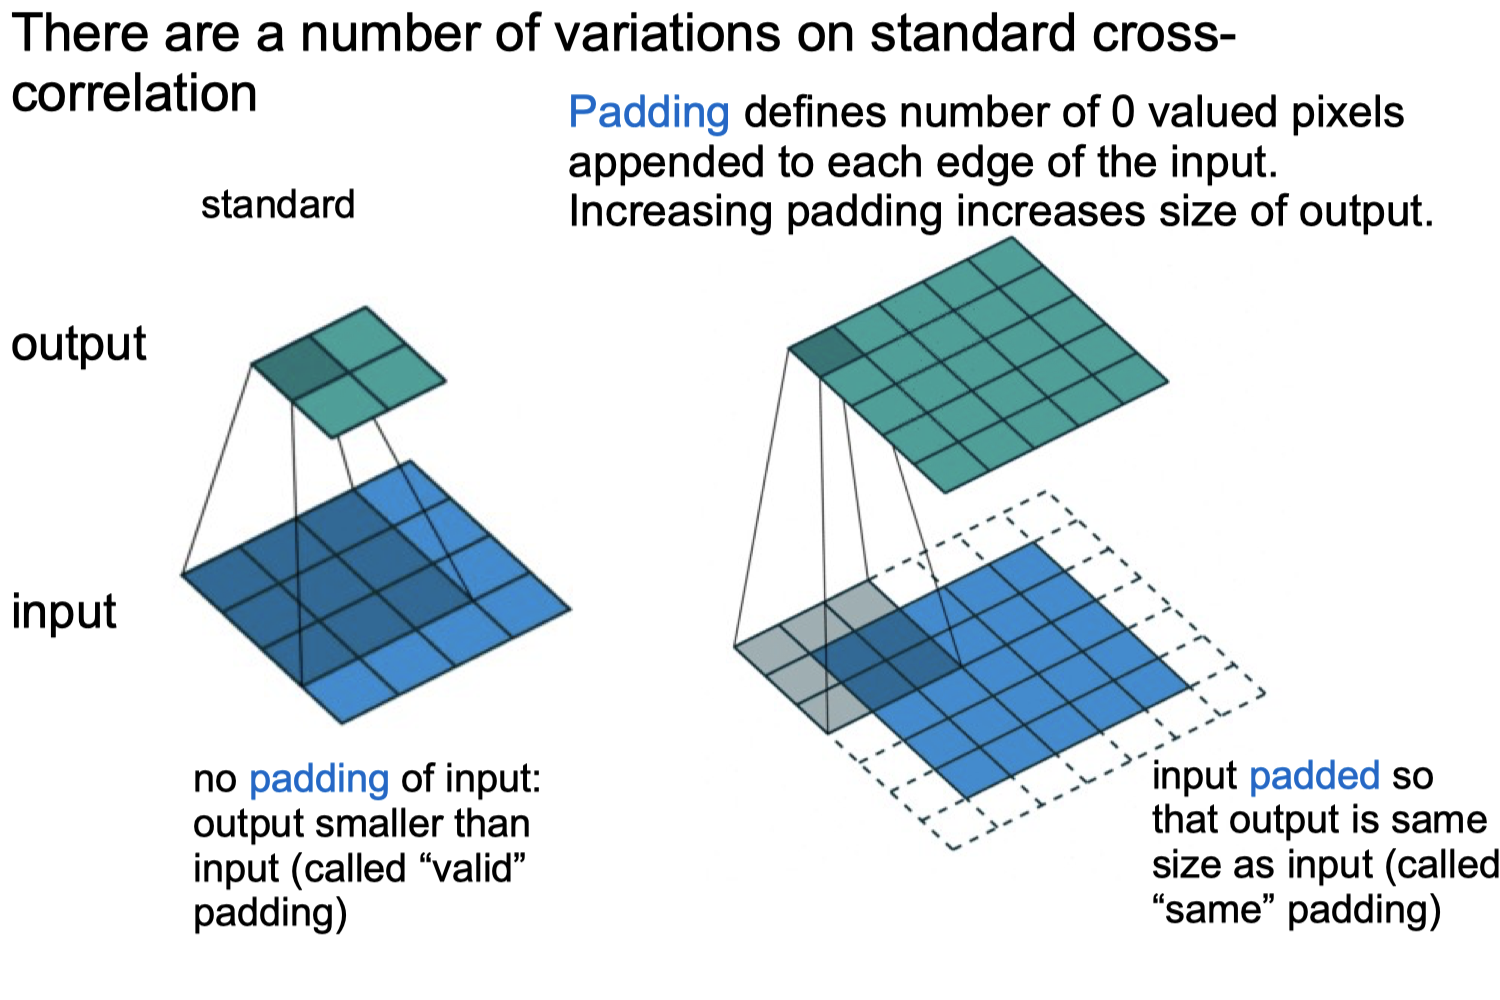 There are a number of variations on standard cross-
correlation
Padding defines number of 0 valued pixels
appended to each edge of the input.
Increasing padding increases size of output.
standard
output
input
no padding of input:
output smaller than
input (called “valid”
padding)
input padded so
that output is same
size as input (called
“same” padding)